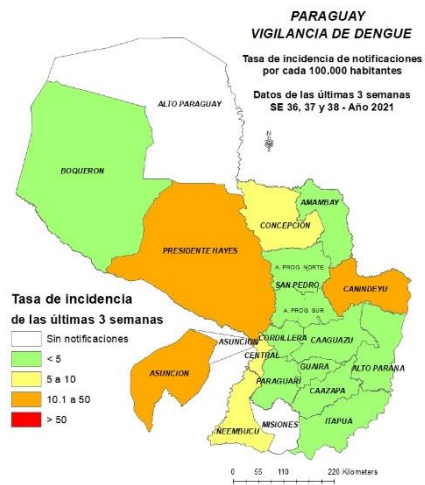 PARAGUAY
VIGILANCIA DE DENGUE
Tasa de incidencia de notificaciones
por cada 100.000 habitantes
Datos de las últimas 3 semanas
SE 36, 37 y 38 - Año 2021
ALTO PARAGUAY
BOQUERON
AMAMBAY
CONCEPCIÓN
PRESIDENTE HAYES
A. PROG. NORTE
SAN PEDRO
CANINDEYU
A. PROG. SUR
Tasa de incidencia
de las últimas 3 semanas
Sin notificaciones
< 5
5 a 10
10.1 a 50
> 50
ASUNCION
ASUNCION
CORDILLERA
CAAGUAZU
CENTRAL
GUAIRA
ALTO PARANA
PARAGUARI
CAAZAPA
ÑEEMBUCU
MISIONES
ITAPUA
0 55 110 220 Kilometers